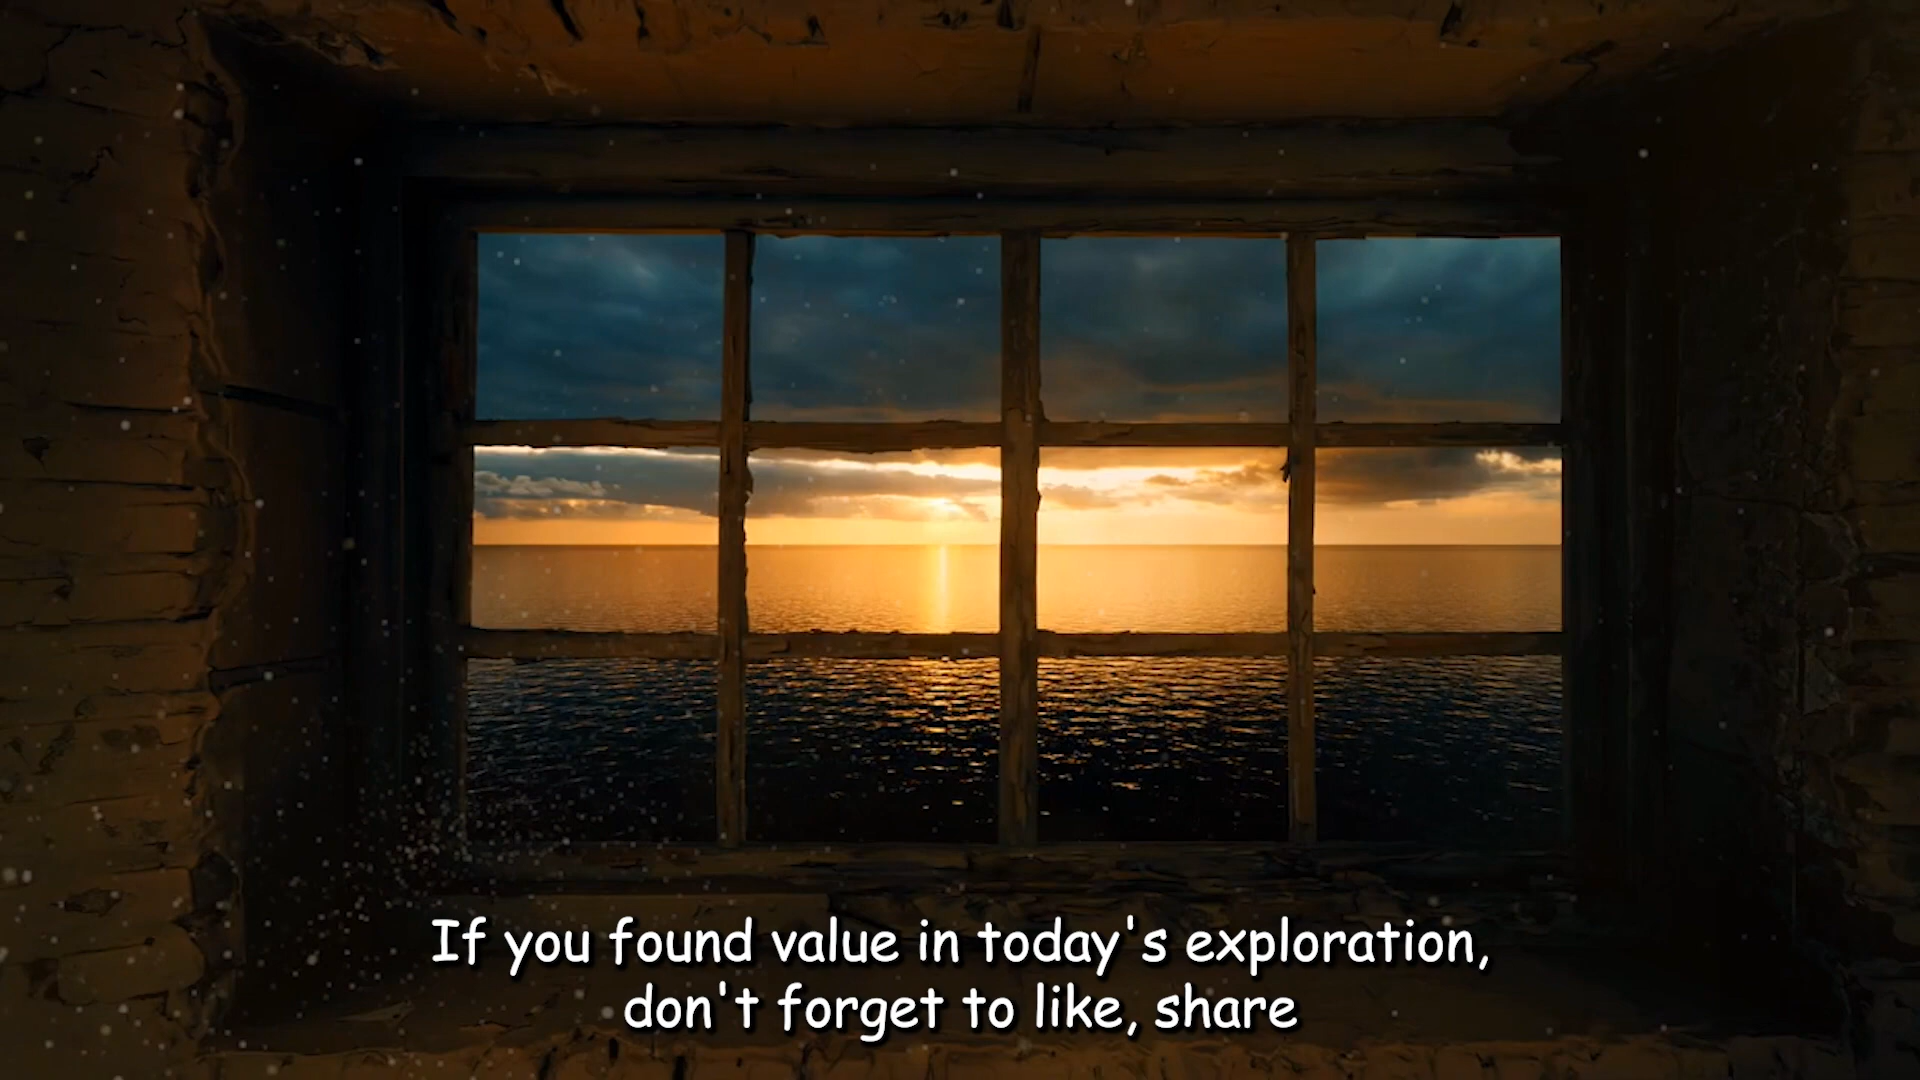 If you found value in today's exploration,
don't forget to like, share